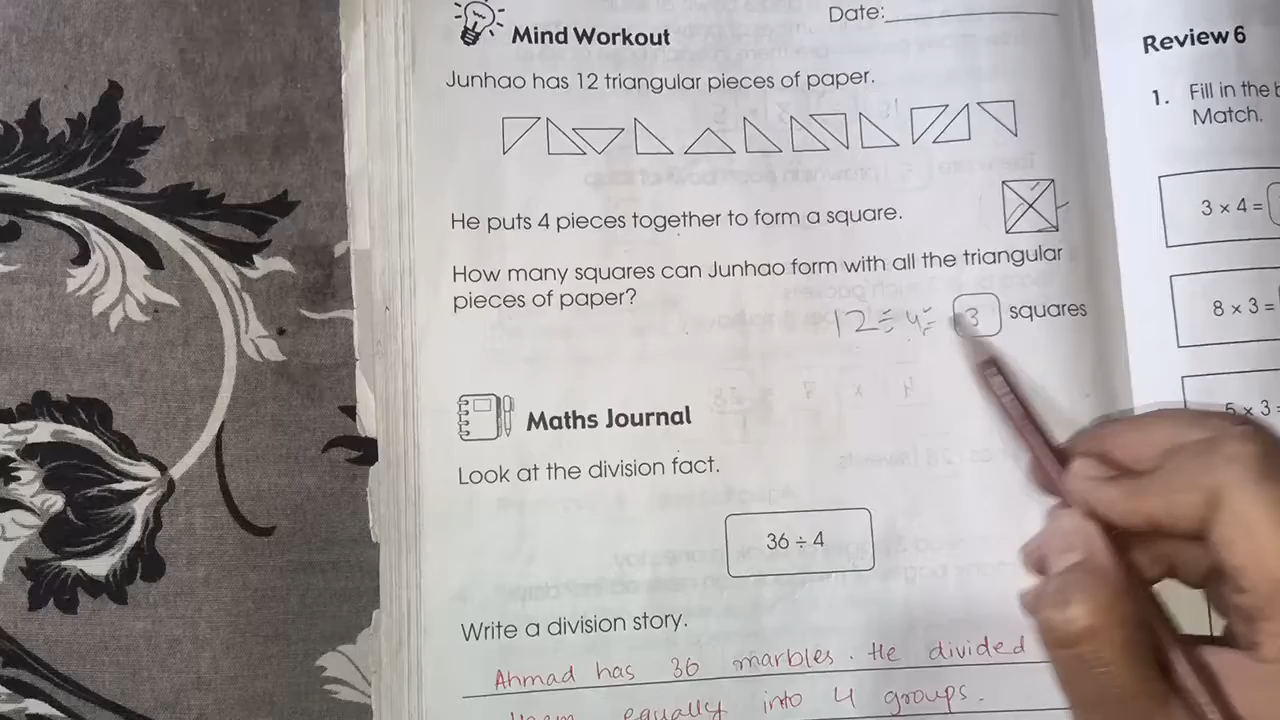 Date:
Mind Workout
Junhao has 12 triangular pieces of paper.
He puts 4 pieces together to form a square.
How many squares can Junhao form with all the triangular
pieces of paper?
12 ÷ 4 = 3 squares
Maths Journal
Look at the division fact.
36 ÷ 4
Write a division story.
Ahmad has 36 marbles. He divided
equally into 4 groups.
Review 6
1. Fill in the
Match.
3 × 4 =
8 × 3 =
5 × 3